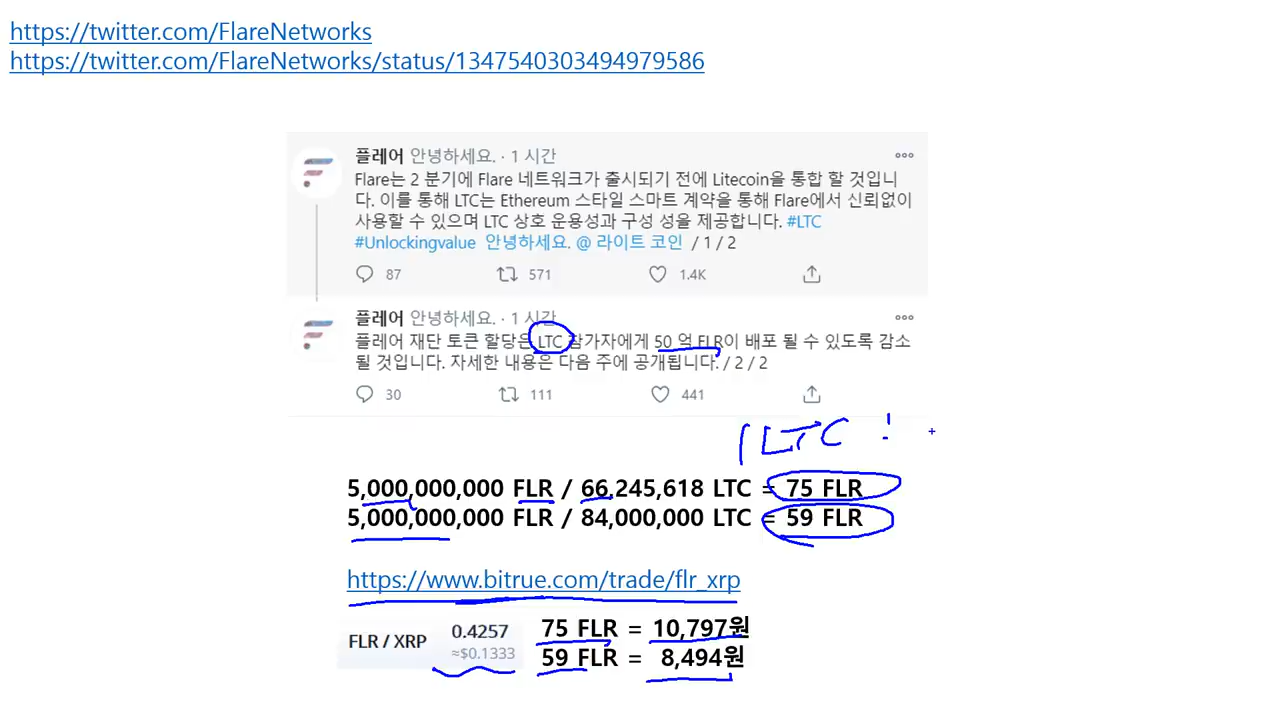 https://twitter.com/FlareNetworks
https://twitter.com/FlareNetworks/status/1347540303494979586
플레어 안녕하세요. · 1 시간
Flare는 2 분기에 Flare 네트워크가 출시되기 전에 Litecoin을 통합 할 것입니
다. 이를 통해 LTC는 Ethereum 스타일 스마트 계약을 통해 Flare에서 신뢰없이
사용할 수 있으며 LTC 상호 운용성과 구성 성을 제공합니다. #LTC
#Unlockingvalue 안녕하세요. @ 라이트 코인 / 1 / 2
87 571 1.4K
플레어 안녕하세요. · 1 시간
플레어 재단 토큰 할당은 LTC 참가자에게 50 억 FLR이 배포 될 수 있도록 감소
될 것입니다. 자세한 내용은 다음 주에 공개됩니다. / 2 / 2
30 111 441
1 LTC !
5,000,000,000 FLR / 66,245,618 LTC = 75 FLR
5,000,000,000 FLR / 84,000,000 LTC = 59 FLR
https://www.bitrue.com/trade/flr_xrp
FLR / XRP 0.4257 75 FLR = 10,797원
≈$0.1333 59 FLR = 8,494원